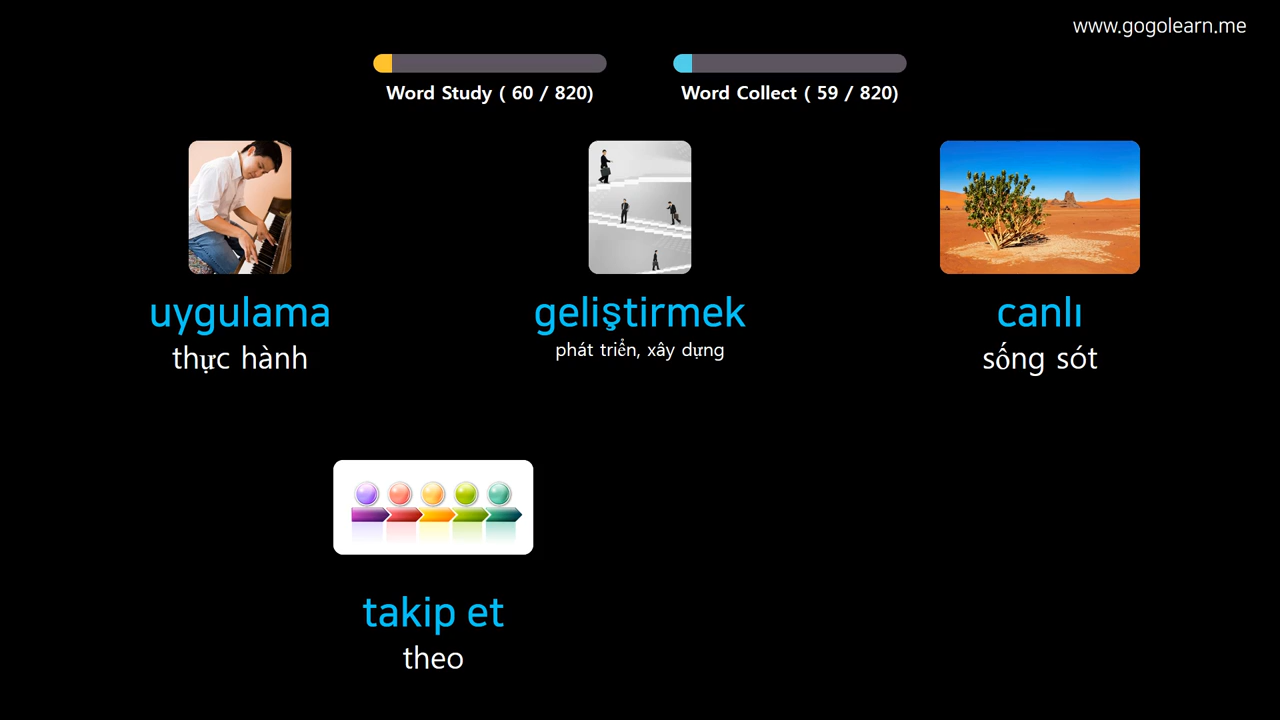 www.gogolearn.me
Word Study ( 60 / 820)
Word Collect ( 59 / 820)
uygulama
thực hành
geliştirmek
phát triển, xây dựng
canlı
sống sót
takip et
theo